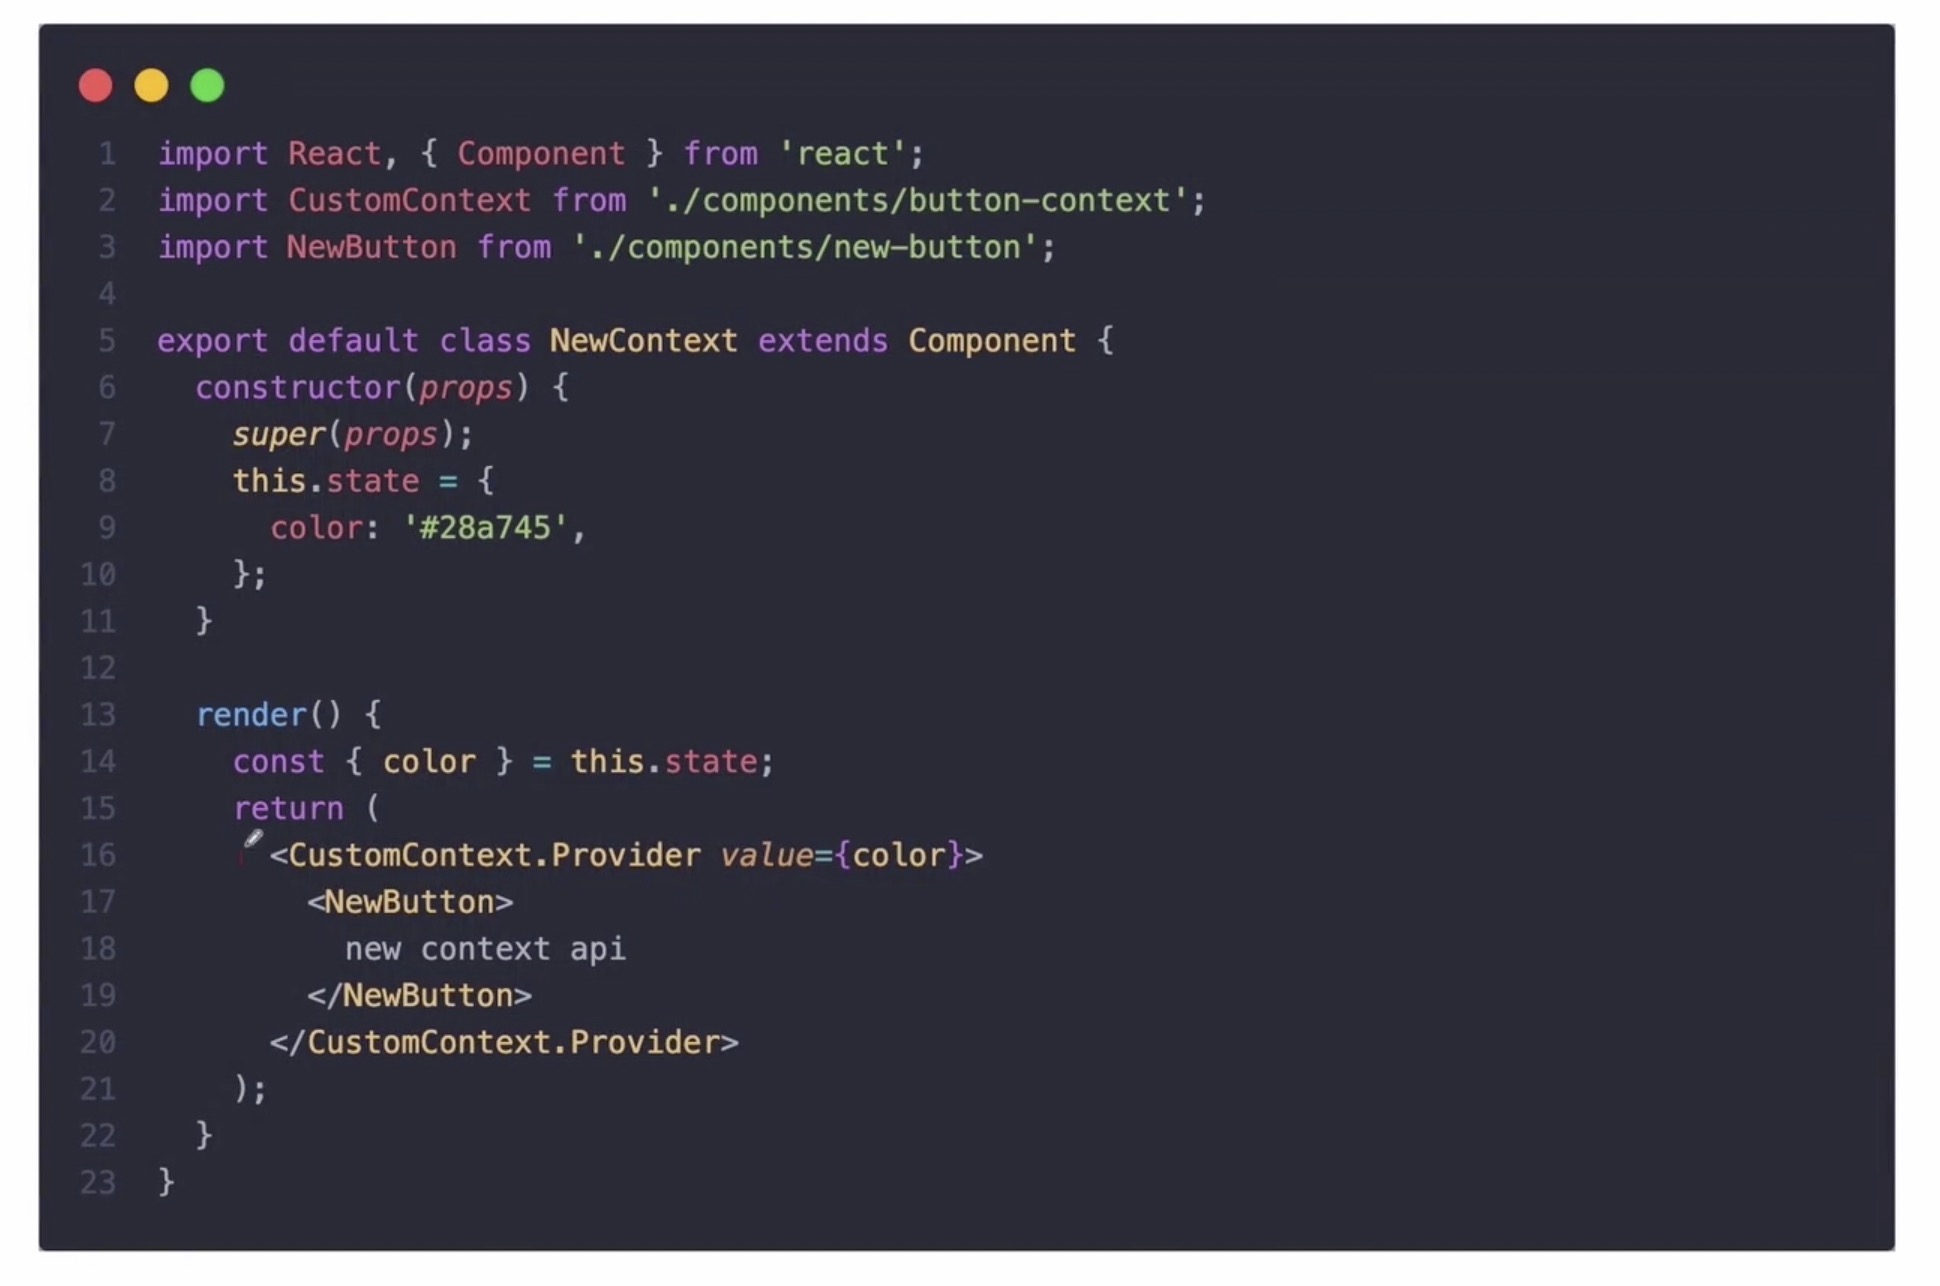 1 import React, { Component } from 'react';
2 import CustomContext from './components/button-context';
3 import NewButton from './components/new-button';
4
5 export default class NewContext extends Component {
6   constructor(props) {
7     super(props);
8     this.state = {
9       color: '#28a745',
10     };
11   }
12
13   render() {
14     const { color } = this.state;
15     return (
16       <CustomContext.Provider value={color}>
17         <NewButton>
18           new context api
19         </NewButton>
20       </CustomContext.Provider>
21     );
22   }
23 }